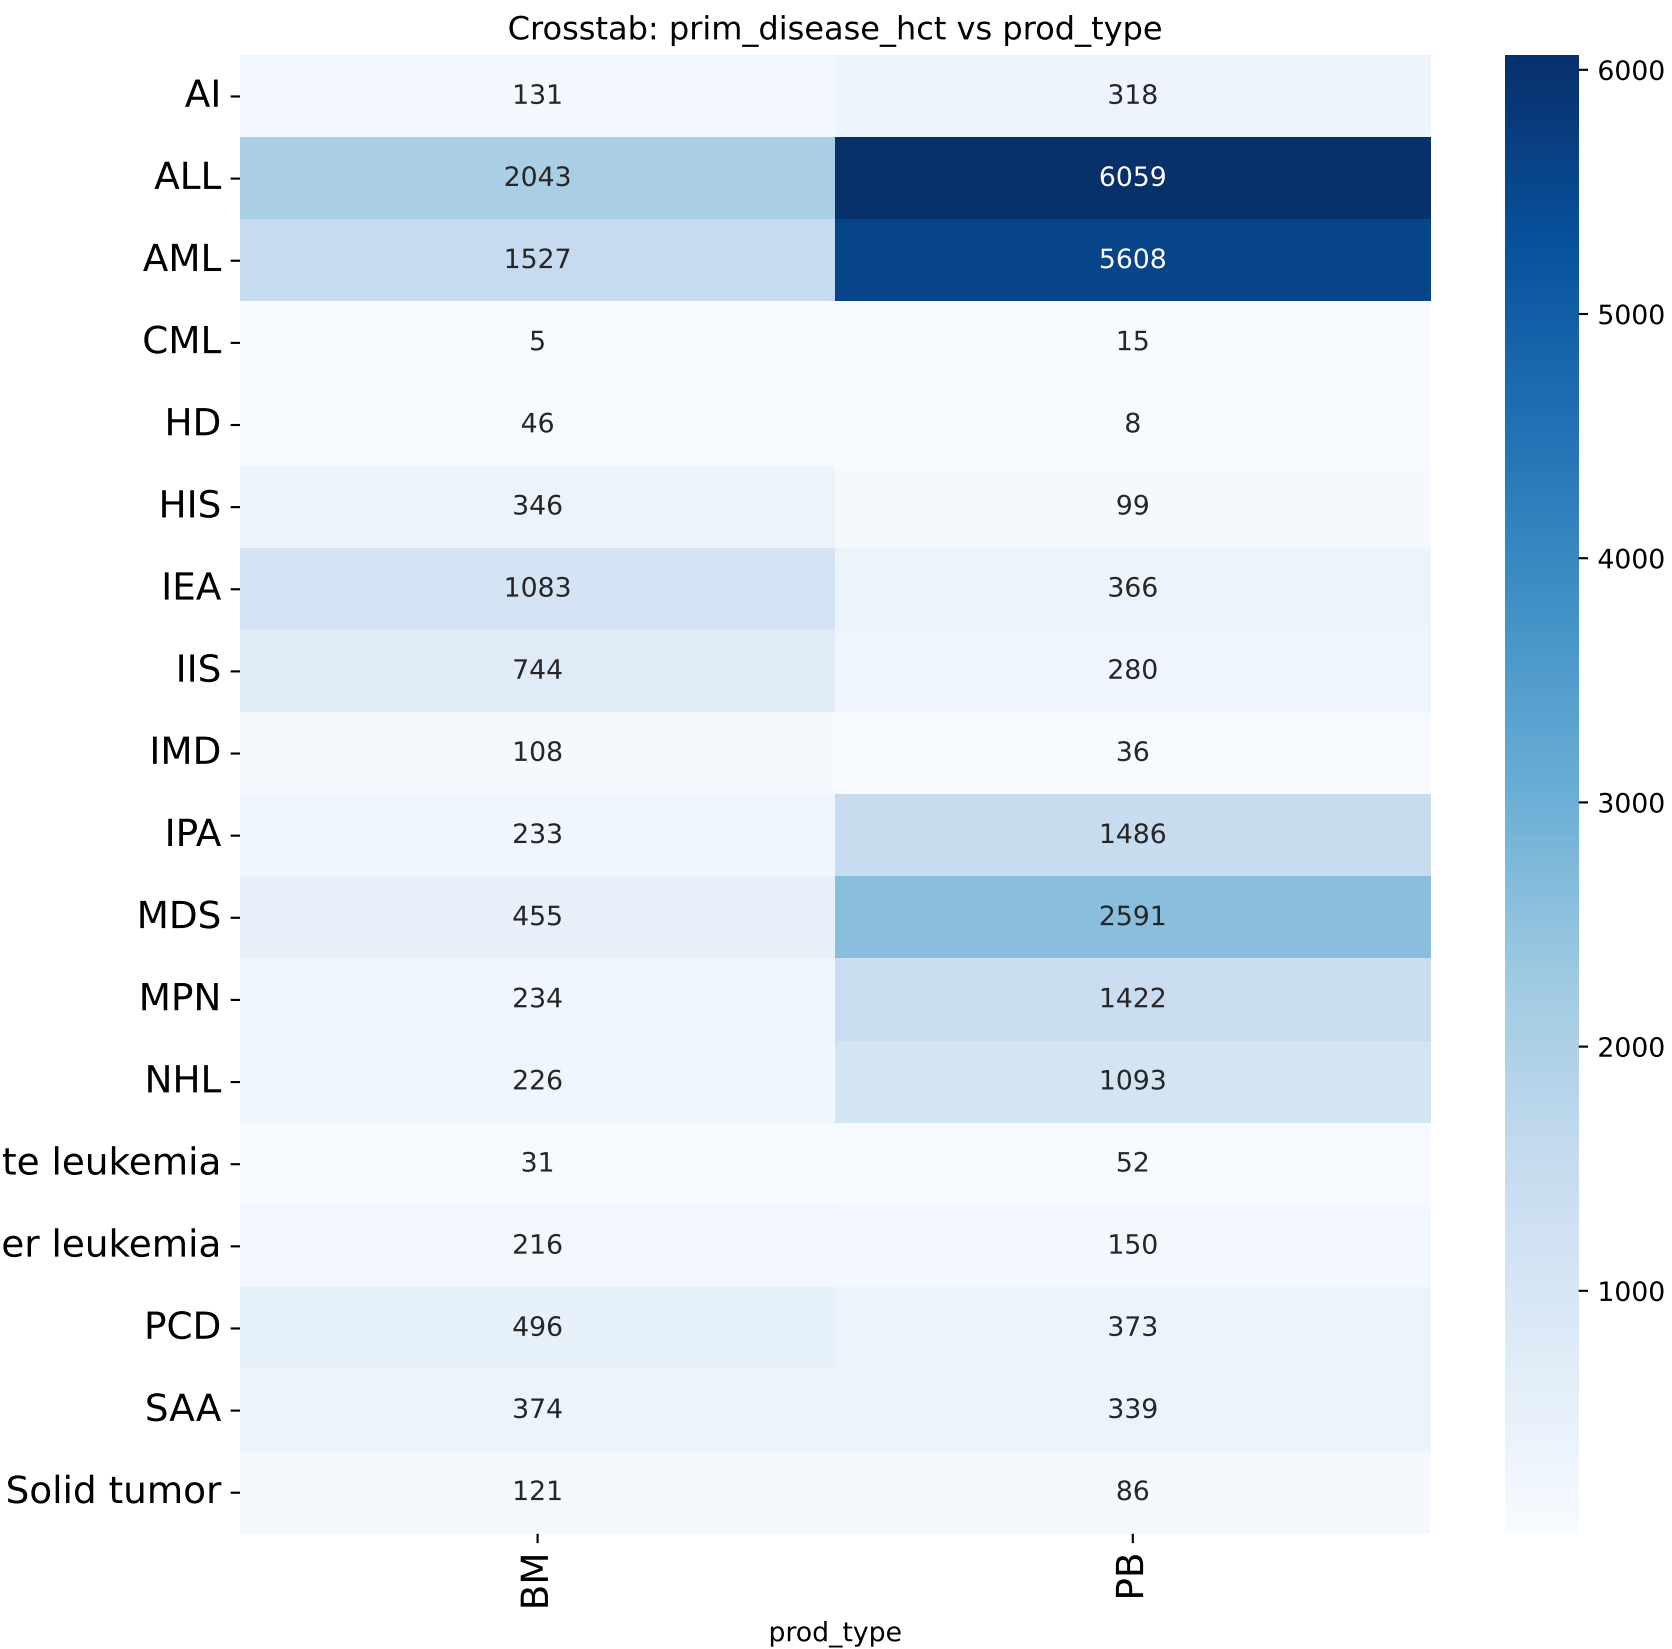 Crosstab: prim_disease_hct vs prod_type
AI 131 318
ALL 2043 6059
AML 1527 5608
CML 5 15
HD 46 8
HIS 346 99
IEA 1083 366
IIS 744 280
IMD 108 36
IPA 233 1486
MDS 455 2591
MPN 234 1422
NHL 226 1093
te leukemia 31 52
er leukemia 216 150
PCD 496 373
SAA 374 339
Solid tumor 121 86
BM PB
prod_type
6000
5000
4000
3000
2000
1000